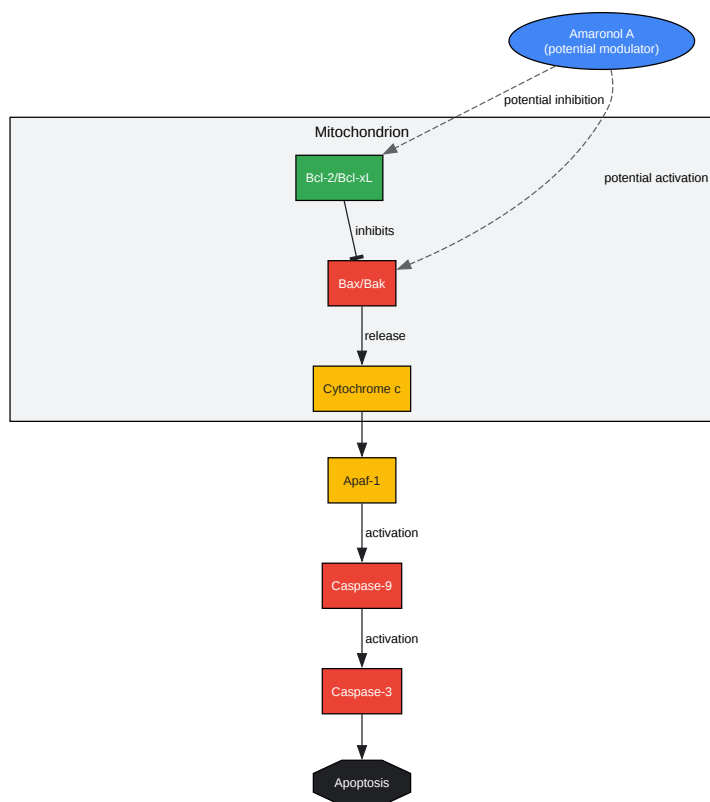 Amaronol A
(potential modulator)
potential inhibition
Mitochondrion
Bcl-2/Bcl-xL
potential activation
inhibits
Bax/Bak
release
Cytochrome c
Apaf-1
activation
Caspase-9
activation
Caspase-3
Apoptosis